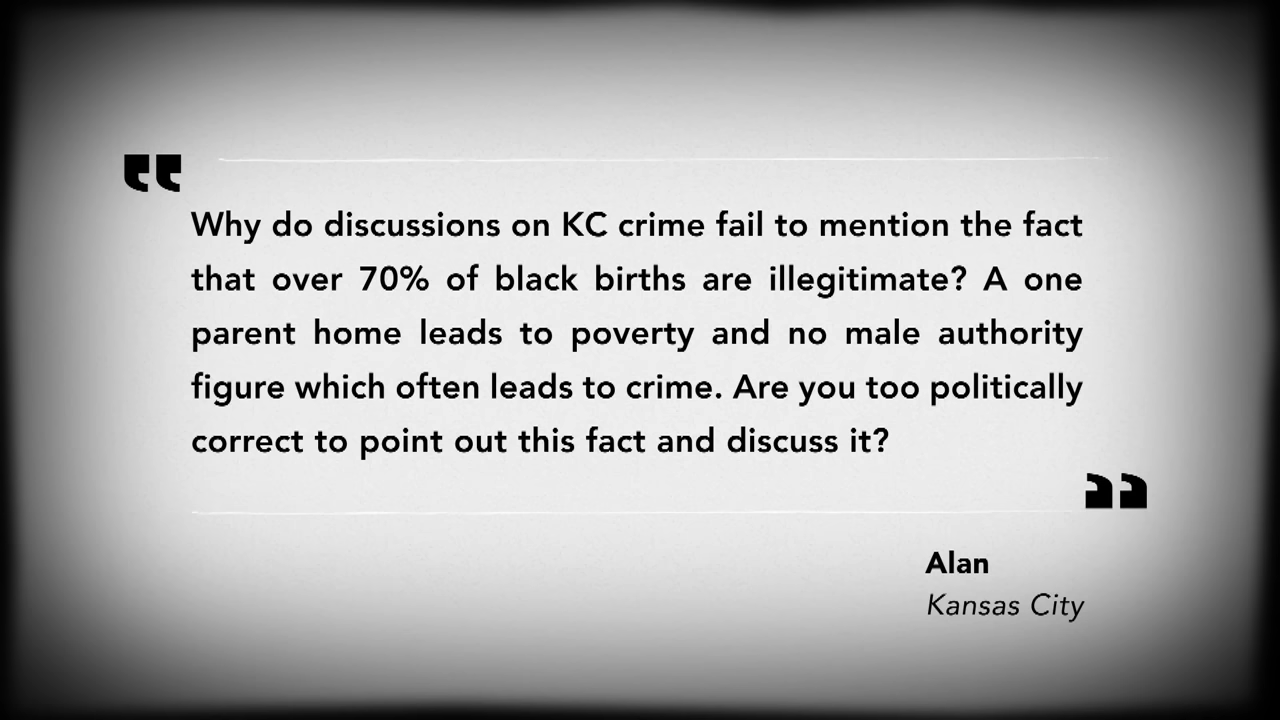 “
Why do discussions on KC crime fail to mention the fact
that over 70% of black births are illegitimate? A one
parent home leads to poverty and no male authority
figure which often leads to crime. Are you too politically
correct to point out this fact and discuss it?
”
Alan
Kansas City